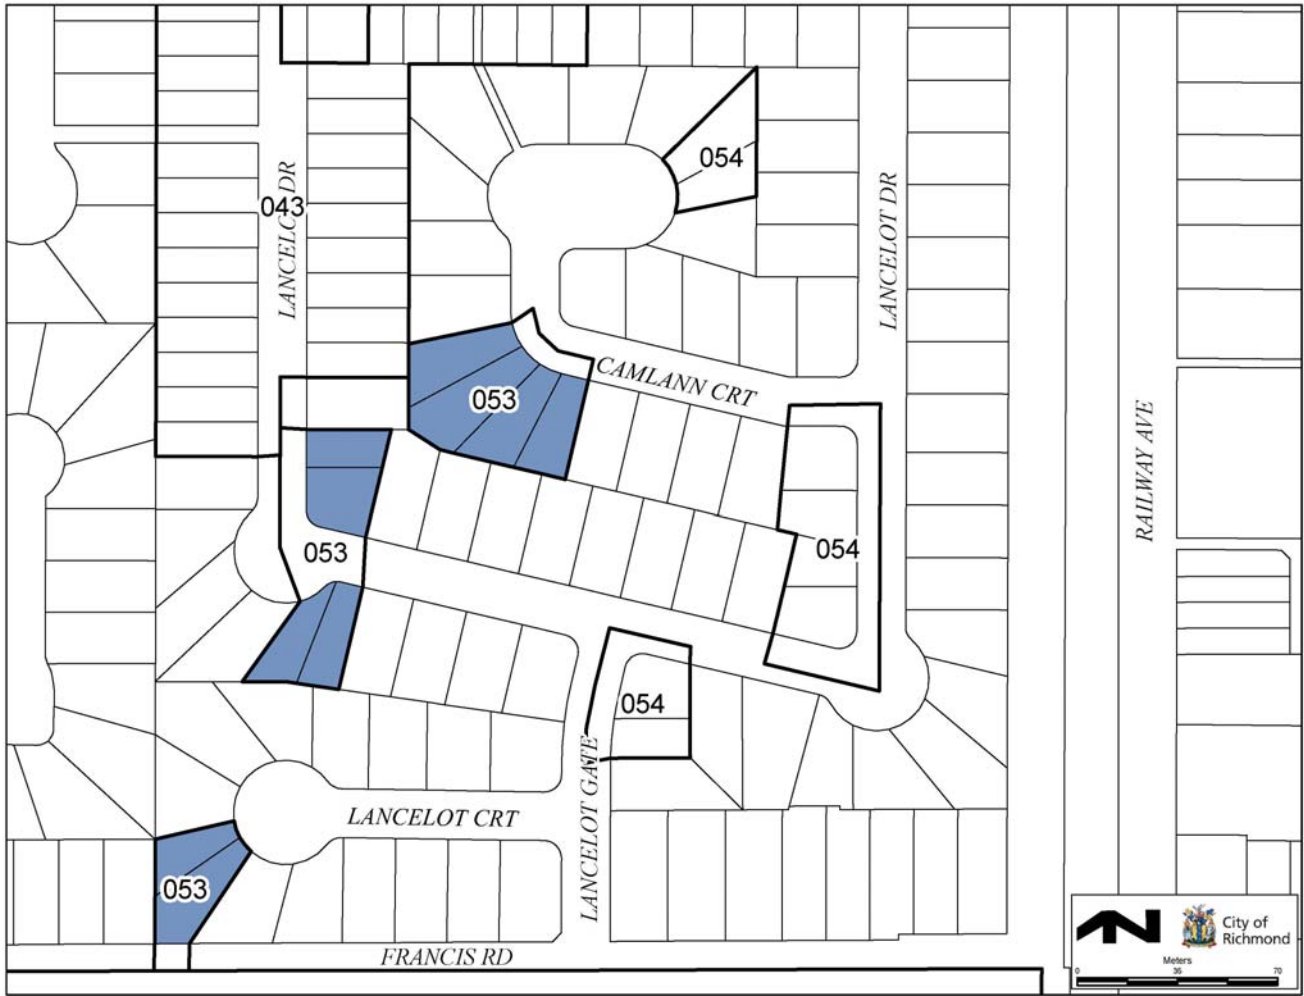 054
LANCELOT DR
043
LANCELOT DR
CAMLANN CRT
053
RAILWAY AVE
053
054
054
LANCELOT GATE
LANCELOT CRT
053
FRANCIS RD
City of
Richmond
Meters
0 35 70